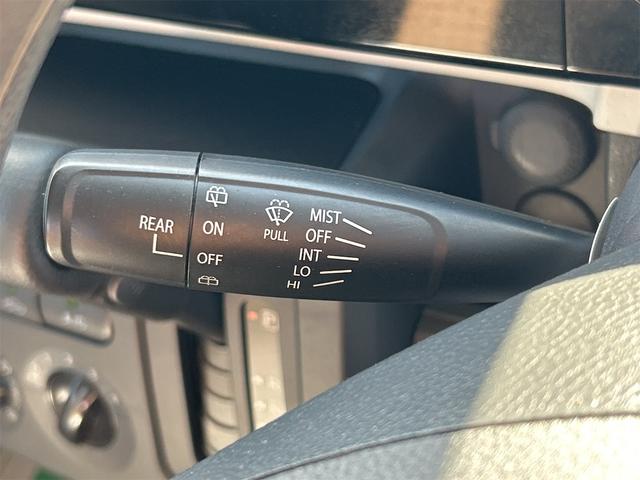 REAR
ON
OFF
PULL
MIST
OFF
INT
LO
HI